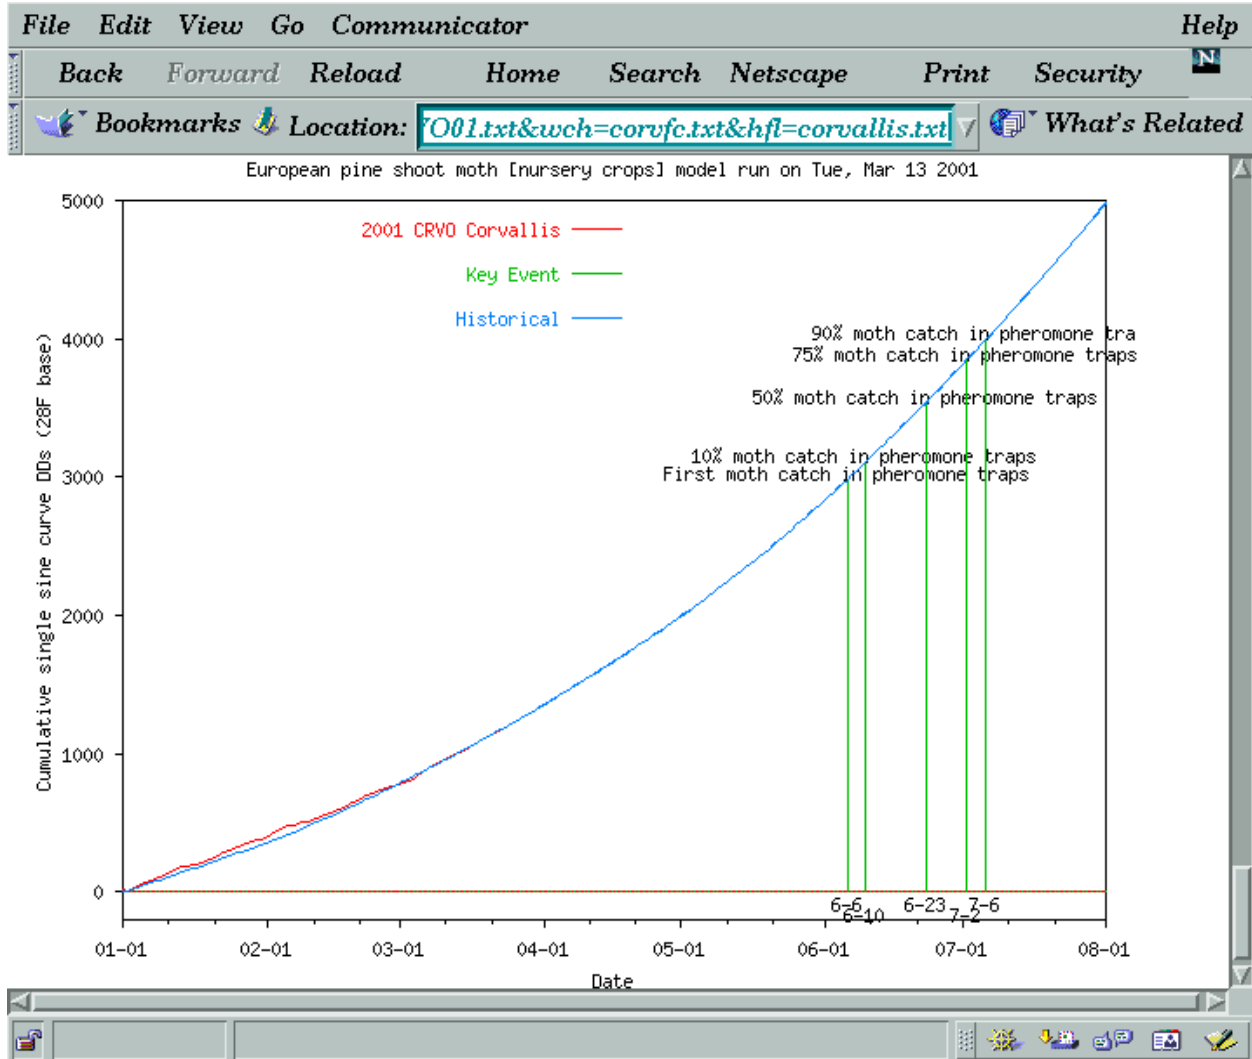 File Edit View Go Communicator Help
Back Forward Reload Home Search Netscape Print Security N
Bookmarks Location: /O01.txt&wch=corvfc.txt&hfl=corvallis.txt What's Related
European pine shoot moth [nursery crops] model run on Tue, Mar 13 2001
5000
2001 CRVO Corvallis
Key Event
Historical
90% moth catch in pheromone tra
4000
75% moth catch in pheromone traps
50% moth catch in pheromone traps
10% moth catch in pheromone traps
3000
First moth catch in pheromone traps
2000
1000
0
Cumulative single sine curve DDs (28F base)
6-6 6-23 7-6
6-10 7-2
01-01 02-01 03-01 04-01 05-01 06-01 07-01 08-01
Date